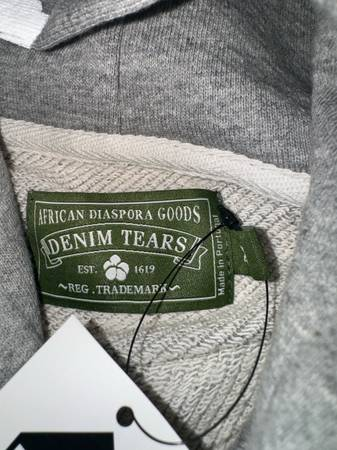 AFRICAN DIASPORA GOODS
DENIM TEARS
EST. 1619
~REG.TRADEMARK~
Made in Portugal